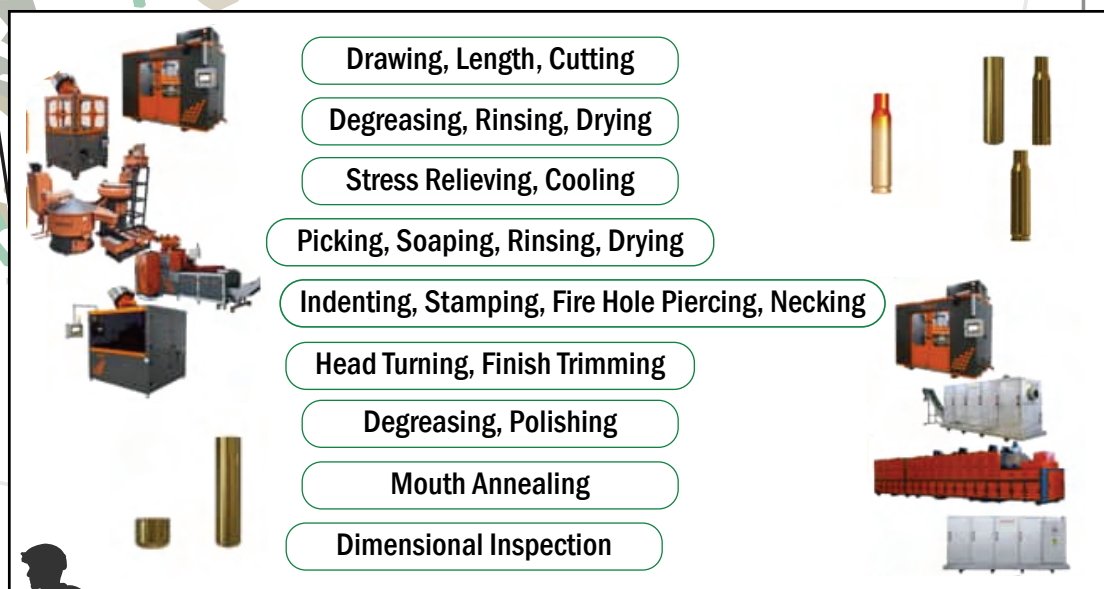 Drawing, Length, Cutting
Degreasing, Rinsing, Drying
Stress Relieving, Cooling
Picking, Soaping, Rinsing, Drying
Indenting, Stamping, Fire Hole Piercing, Necking
Head Turning, Finish Trimming
Degreasing, Polishing
Mouth Annealing
Dimensional Inspection